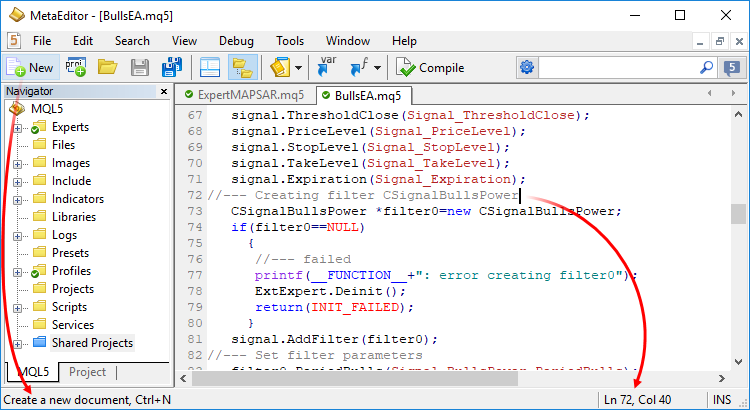 MetaEditor - [BullsEA.mq5]
File Edit Search View Debug Tools Window Help
New Compile
Navigator
MQL5
Experts
Files
Images
Include
Indicators
Libraries
Logs
Presets
Profiles
Projects
Scripts
Services
Shared Projects
MQL5 Project
ExpertMAPSAR.mq5 BullsEA.mq5
67 signal.ThresholdClose(Signal_ThresholdClose);
68 signal.PriceLevel(Signal_PriceLevel);
69 signal.StopLevel(Signal_StopLevel);
70 signal.TakeLevel(Signal_TakeLevel);
71 signal.Expiration(Signal_Expiration);
72 //--- Creating filter CSignalBullsPower
73 CSignalBullsPower *filter0=new CSignalBullsPower;
74 if(filter0==NULL)
75 {
76 //--- failed
77 printf(__FUNCTION__+": error creating filter0");
78 ExtExpert.Deinit();
79 return(INIT_FAILED);
80 }
81 signal.AddFilter(filter0);
82 //--- Set filter parameters
83 filter0.PeriodBulls(Signal_BullsPower_PeriodBulls);
Create a new document, Ctrl+N Ln 72, Col 40 INS